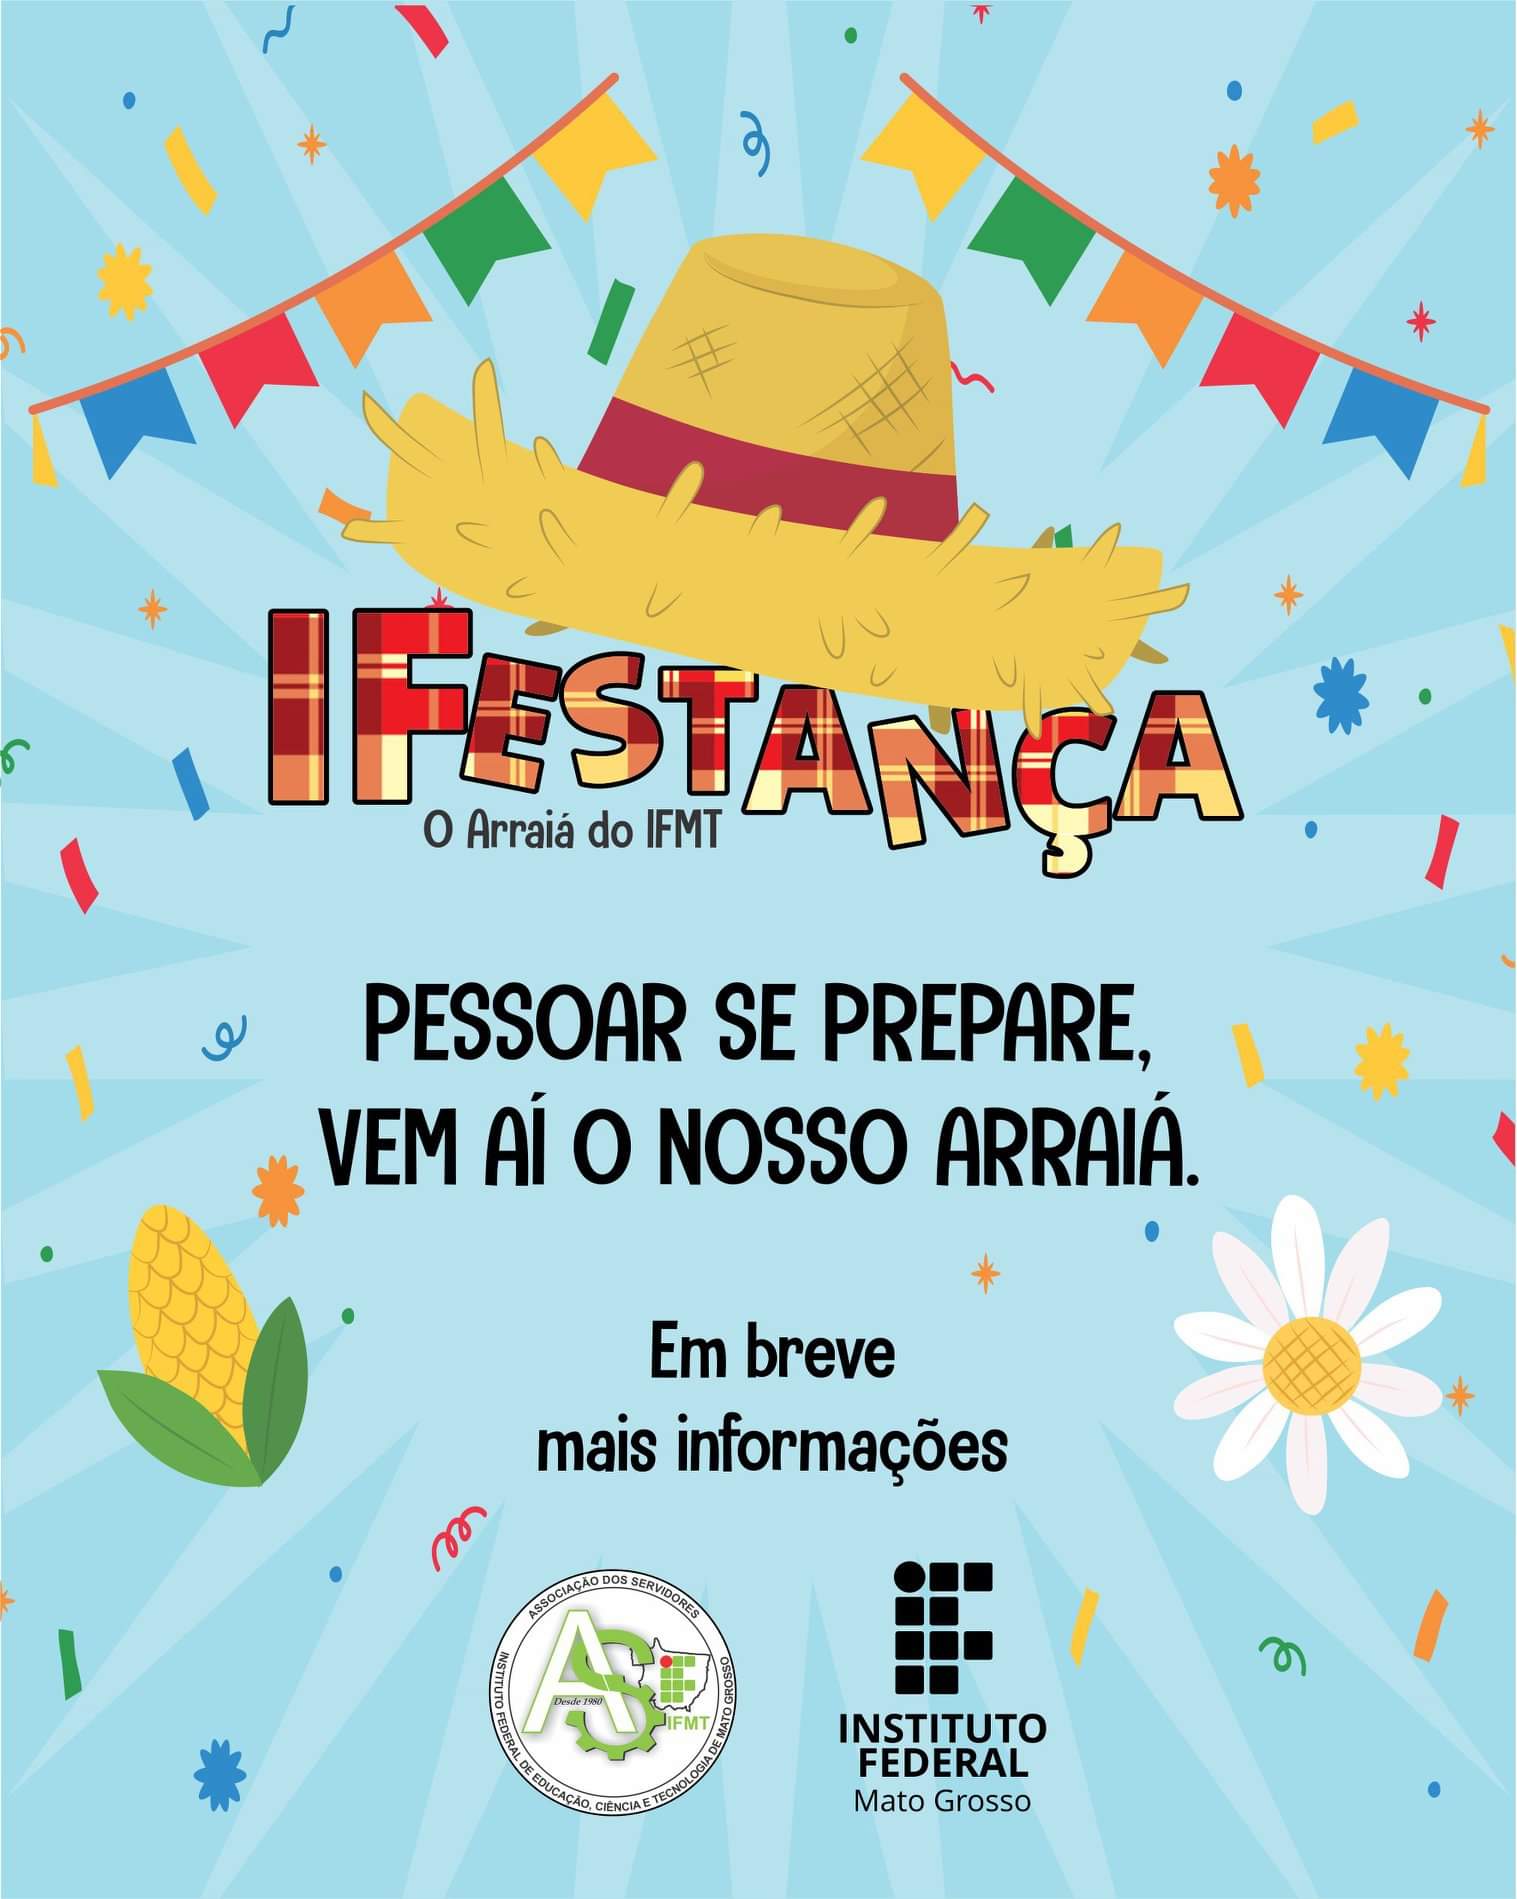 IFESTANÇA
O Arraiá do IFMT
PESSOAR SE PREPARE,
VEM AÍ O NOSSO ARRAIÁ.
Em breve
mais informações
ASSOCIAÇÃO DOS SERVIDORES
INSTITUTO FEDERAL DE EDUCAÇÃO, CIÊNCIA E TECNOLOGIA DE MATO GROSSO
AS
Desde 1980
IFMT
INSTITUTO
FEDERAL
Mato Grosso